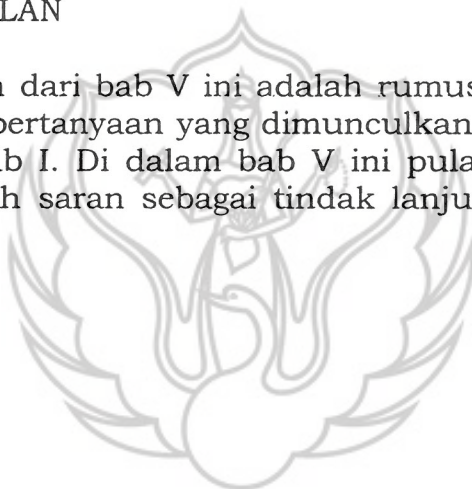 LAN
dari bab V ini adalah rumus
pertanyaan yang dimunculkan
I. Di dalam bab V ini pula
saran sebagai tindak lanju